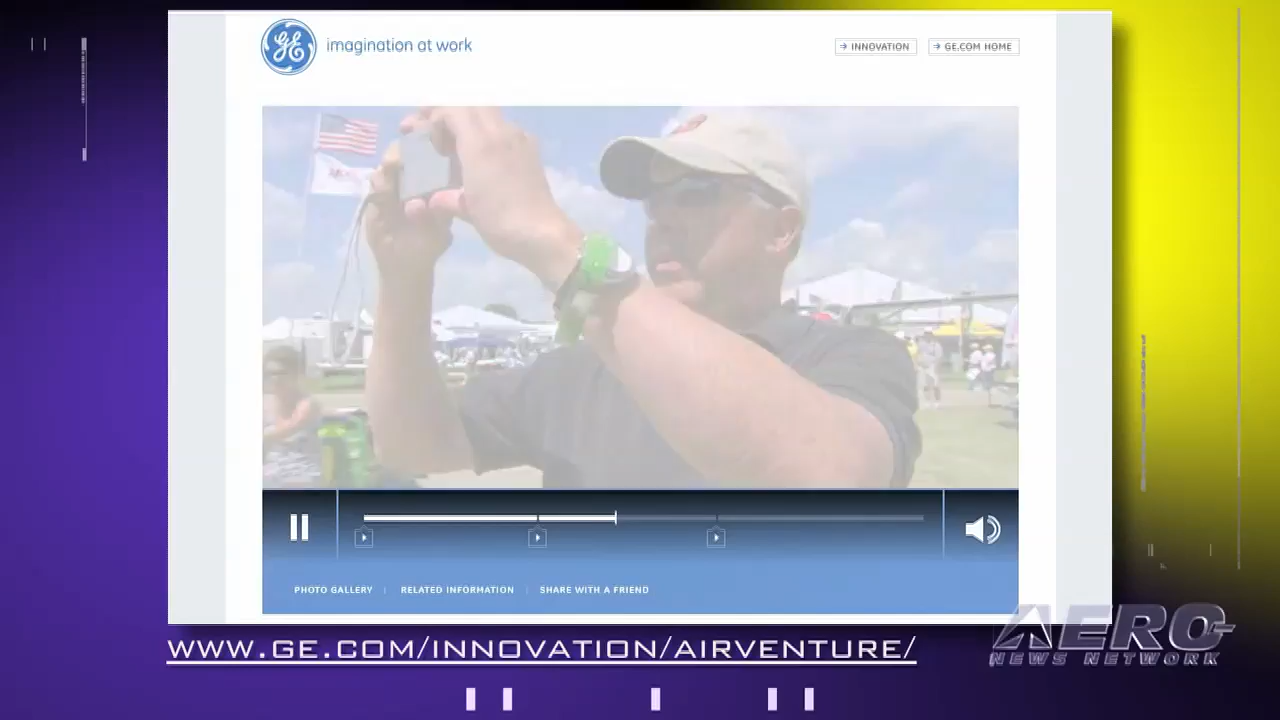 GE imagination at work
INNOVATION
GE.COM HOME
PHOTO GALLERY
RELATED INFORMATION
SHARE WITH A FRIEND
WWW.GE.COM/INNOVATION/AIRVENTURE/
AERO
NEWS NETWORK